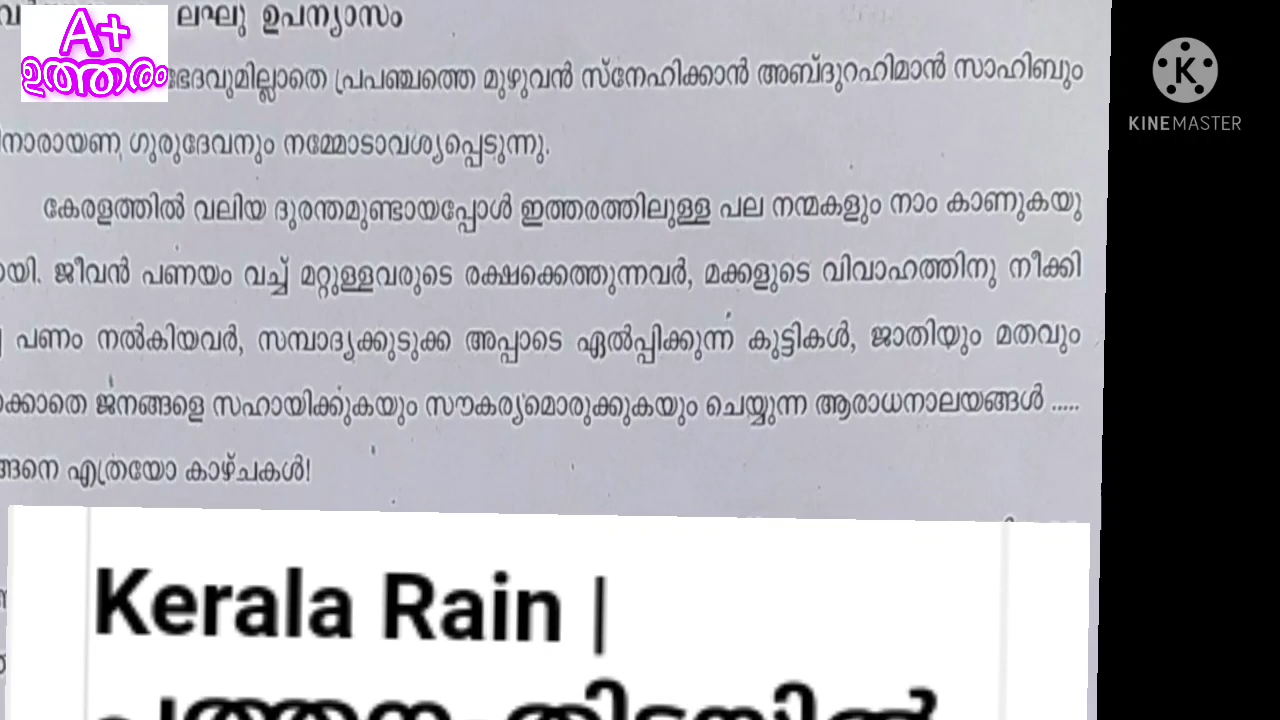 ലഘു ഉപന്യാസം
A+
ഉത്തരം
ഭേദവുമില്ലാതെ പ്രപഞ്ചത്തെ മുഴുവൻ സ്നേഹിക്കാൻ അബ്ദുറഹിമാൻ സാഹിബും
നാരായണ ഗുരുദേവനും നമ്മോടാവശ്യപ്പെടുന്നു.
കേരളത്തിൽ വലിയ ദുരന്തമുണ്ടായപ്പോൾ ഇത്തരത്തിലുള്ള പല നന്മകളും നാം കാണുകയു
യി. ജീവൻ പണയം വച്ച് മറ്റുള്ളവരുടെ രക്ഷക്കെത്തുന്നവർ, മക്കളുടെ വിവാഹത്തിനു നീക്കി
പണം നൽകിയവർ, സമ്പാദ്യക്കുടുക്ക അപ്പാടെ ഏൽപ്പിക്കുന്ന കുട്ടികൾ, ജാതിയും മതവും
ക്കാതെ ജനങ്ങളെ സഹായിക്കുകയും സൗകര്യമൊരുക്കുകയും ചെയ്യുന്ന ആരാധനാലയങ്ങൾ .....
ങ്ങനെ എത്രയോ കാഴ്ചകൾ!
Kerala Rain |
KINEMASTER